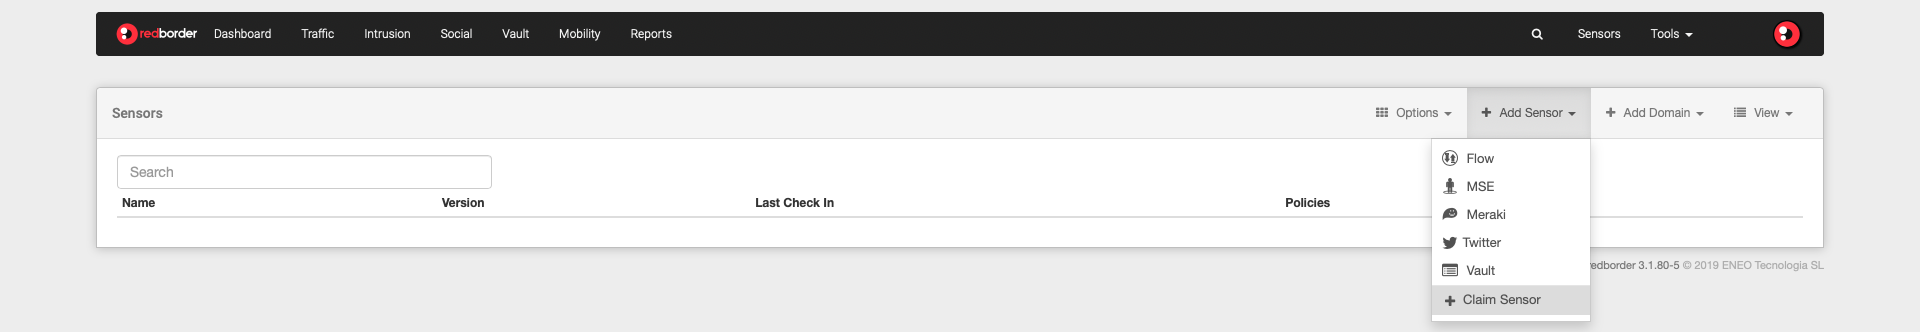 redborder Dashboard Traffic Intrusion Social Vault Mobility Reports Sensors Tools
Sensors Options Add Sensor Add Domain View
Search
Name Version Last Check In Policies
Flow
MSE
Meraki
Twitter
Vault
Claim Sensor
redborder 3.1.80-5 © 2019 ENEO Tecnologia SL